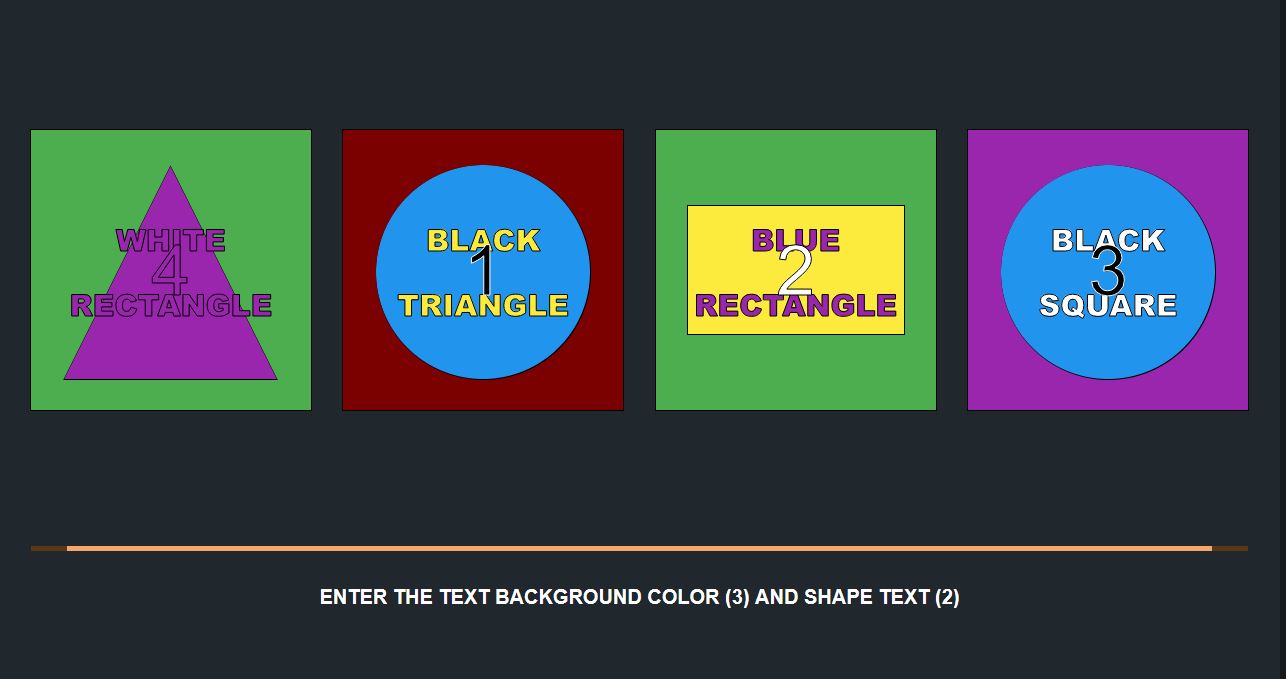 WHITE
4
RECTANGLE
BLACK
1
TRIANGLE
BLUE
2
RECTANGLE
BLACK
3
SQUARE
ENTER THE TEXT BACKGROUND COLOR (3) AND SHAPE TEXT (2)